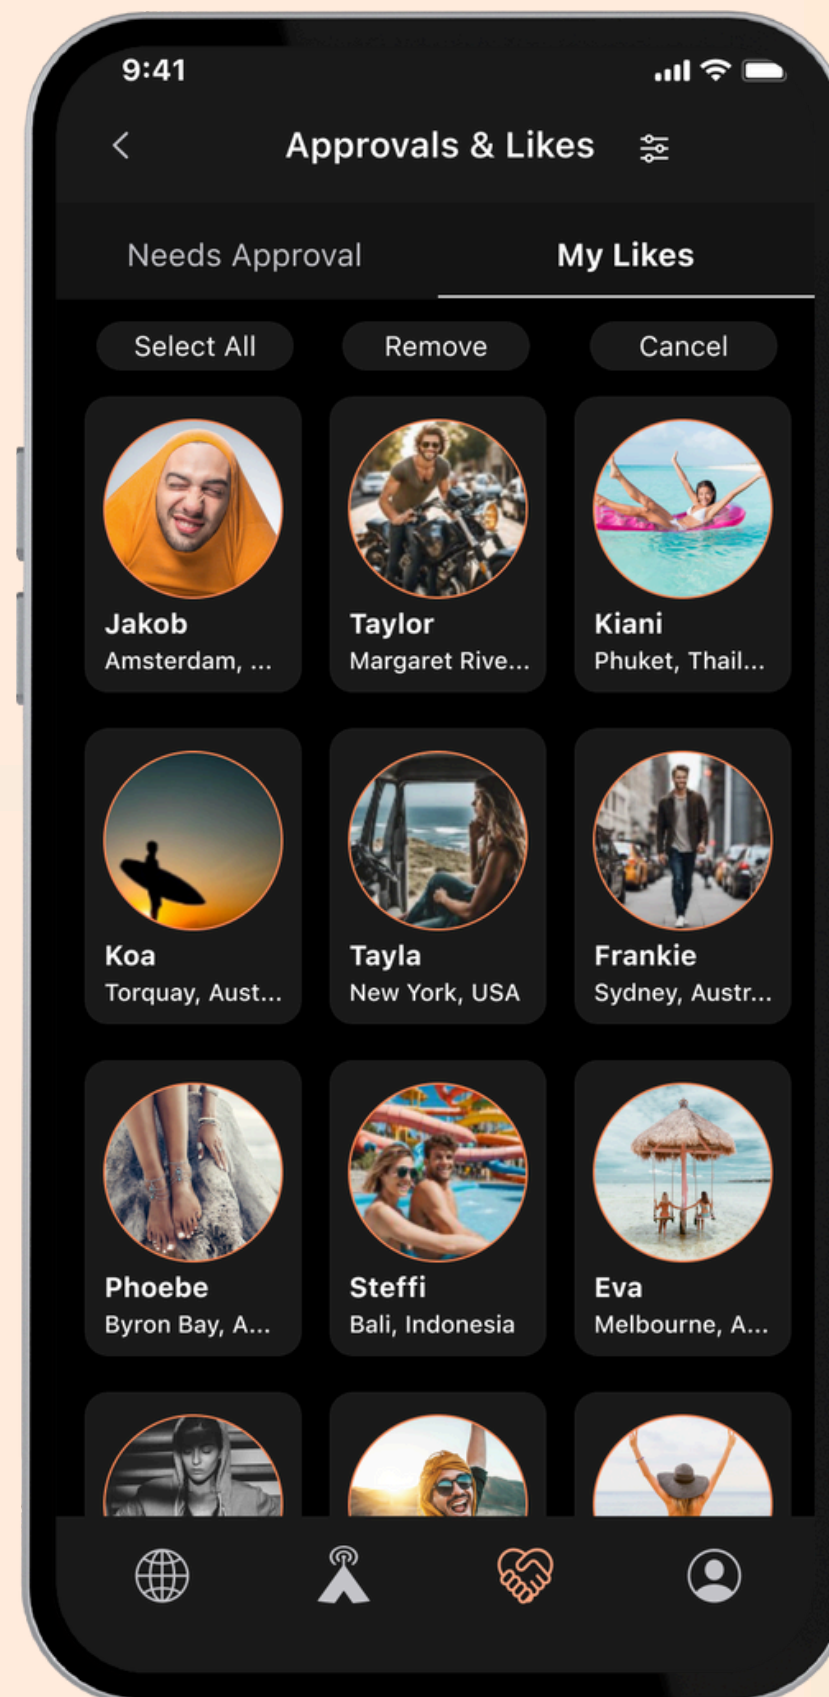 9:41
Approvals & Likes
Needs Approval My Likes
Select All Remove Cancel
Jakob Taylor Kiani
Amsterdam, ... Margaret Rive... Phuket, Thail...
Koa Tayla Frankie
Torquay, Aust... New York, USA Sydney, Austr...
Phoebe Steffi Eva
Byron Bay, A... Bali, Indonesia Melbourne, A...